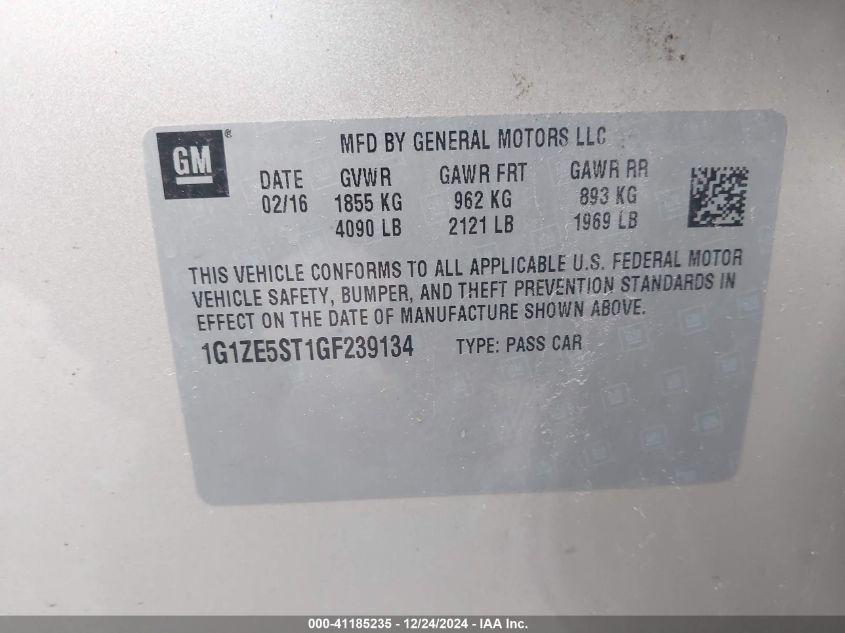 GM®
MFD BY GENERAL MOTORS LLC
DATE GVWR GAWR FRT GAWR RR
02/16 1855 KG 962 KG 893 KG
4090 LB 2121 LB 1969 LB
THIS VEHICLE CONFORMS TO ALL APPLICABLE U.S. FEDERAL MOTOR
VEHICLE SAFETY, BUMPER, AND THEFT PREVENTION STANDARDS IN
EFFECT ON THE DATE OF MANUFACTURE SHOWN ABOVE.
1G1ZE5ST1GF239134 TYPE: PASS CAR
000-41185235 - 12/24/2024 - IAA Inc.